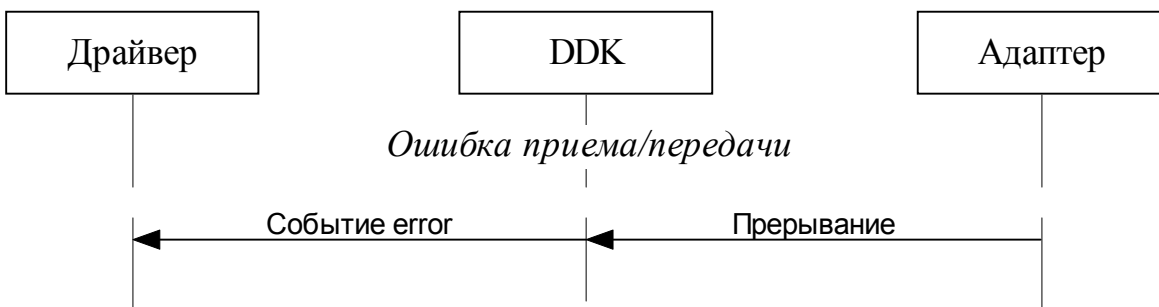 Драйвер
DDK
Адаптер
Ошибка приема/передачи
Событие error
Прерывание